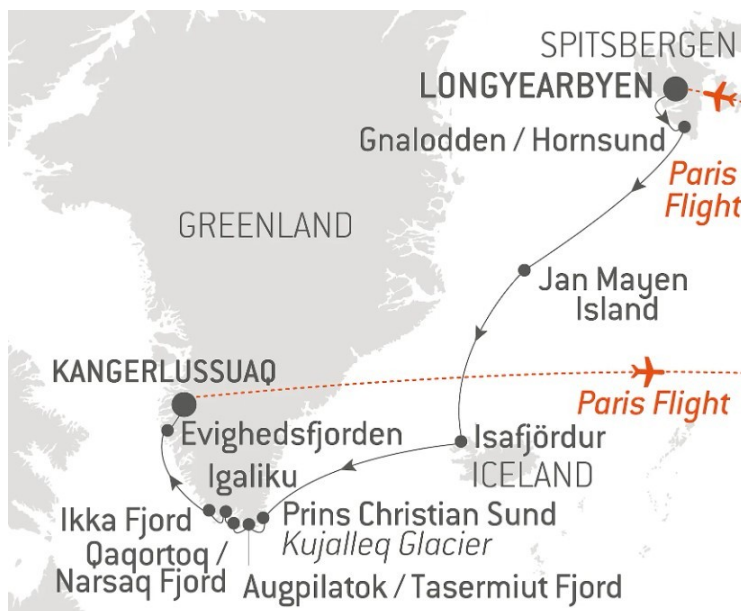 SPITSBERGEN
LONGYEARBYEN
Gnalodden / Hornsund
Paris
Flight
GREENLAND
Jan Mayen
Island
KANGERLUSSUAQ
Paris Flight
Evighedsfjorden
Isafjördur
ICELAND
Igaliku
Ikka Fjord
Prins Christian Sund
Kujalleq Glacier
Qaqortoq /
Narsaq Fjord
Augpilatok / Tasermiut Fjord